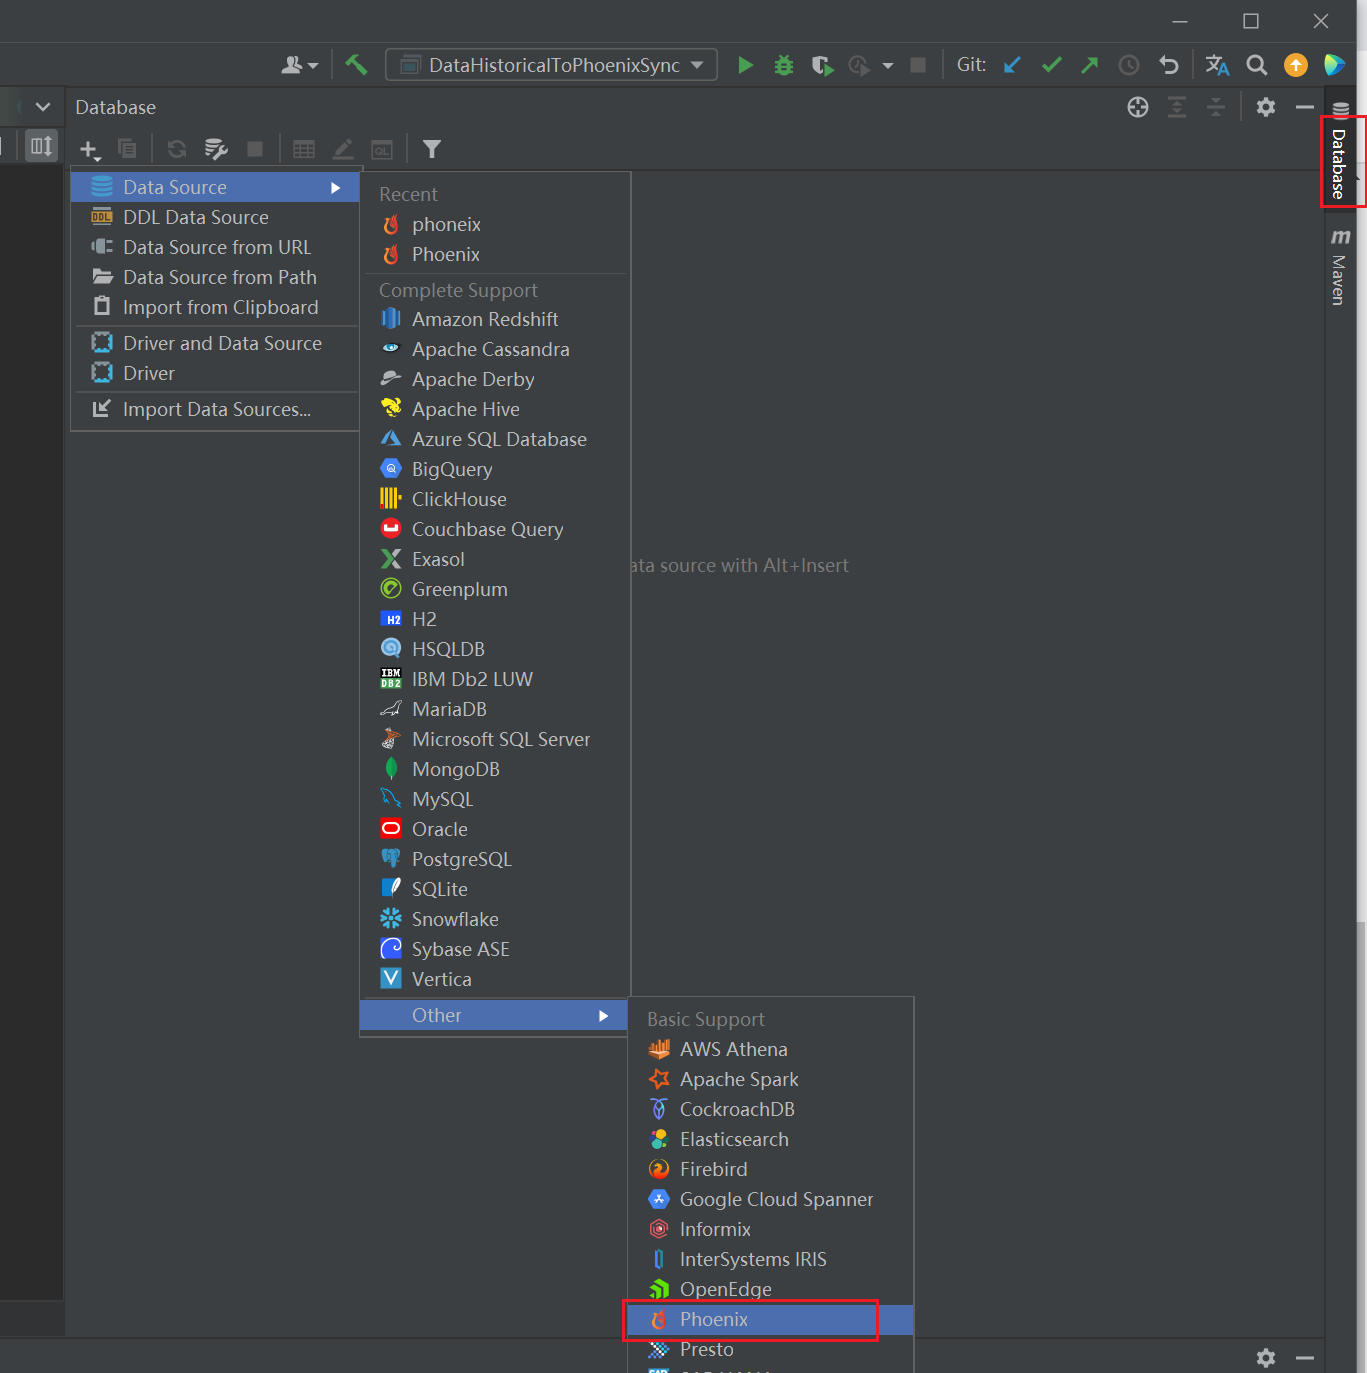 DataHistoricalToPhoenixSync
Git:
Database
Data Source
DDL Data Source
Data Source from URL
Data Source from Path
Import from Clipboard
Driver and Data Source
Driver
Import Data Sources...
Recent
phoneix
Phoenix
Complete Support
Amazon Redshift
Apache Cassandra
Apache Derby
Apache Hive
Azure SQL Database
BigQuery
ClickHouse
Couchbase Query
Exasol
Greenplum
H2
HSQLDB
IBM Db2 LUW
MariaDB
Microsoft SQL Server
MongoDB
MySQL
Oracle
PostgreSQL
SQLite
Snowflake
Sybase ASE
Vertica
Other
ata source with Alt+Insert
Basic Support
AWS Athena
Apache Spark
CockroachDB
Elasticsearch
Firebird
Google Cloud Spanner
Informix
InterSystems IRIS
OpenEdge
Phoenix
Presto
Database
Maven